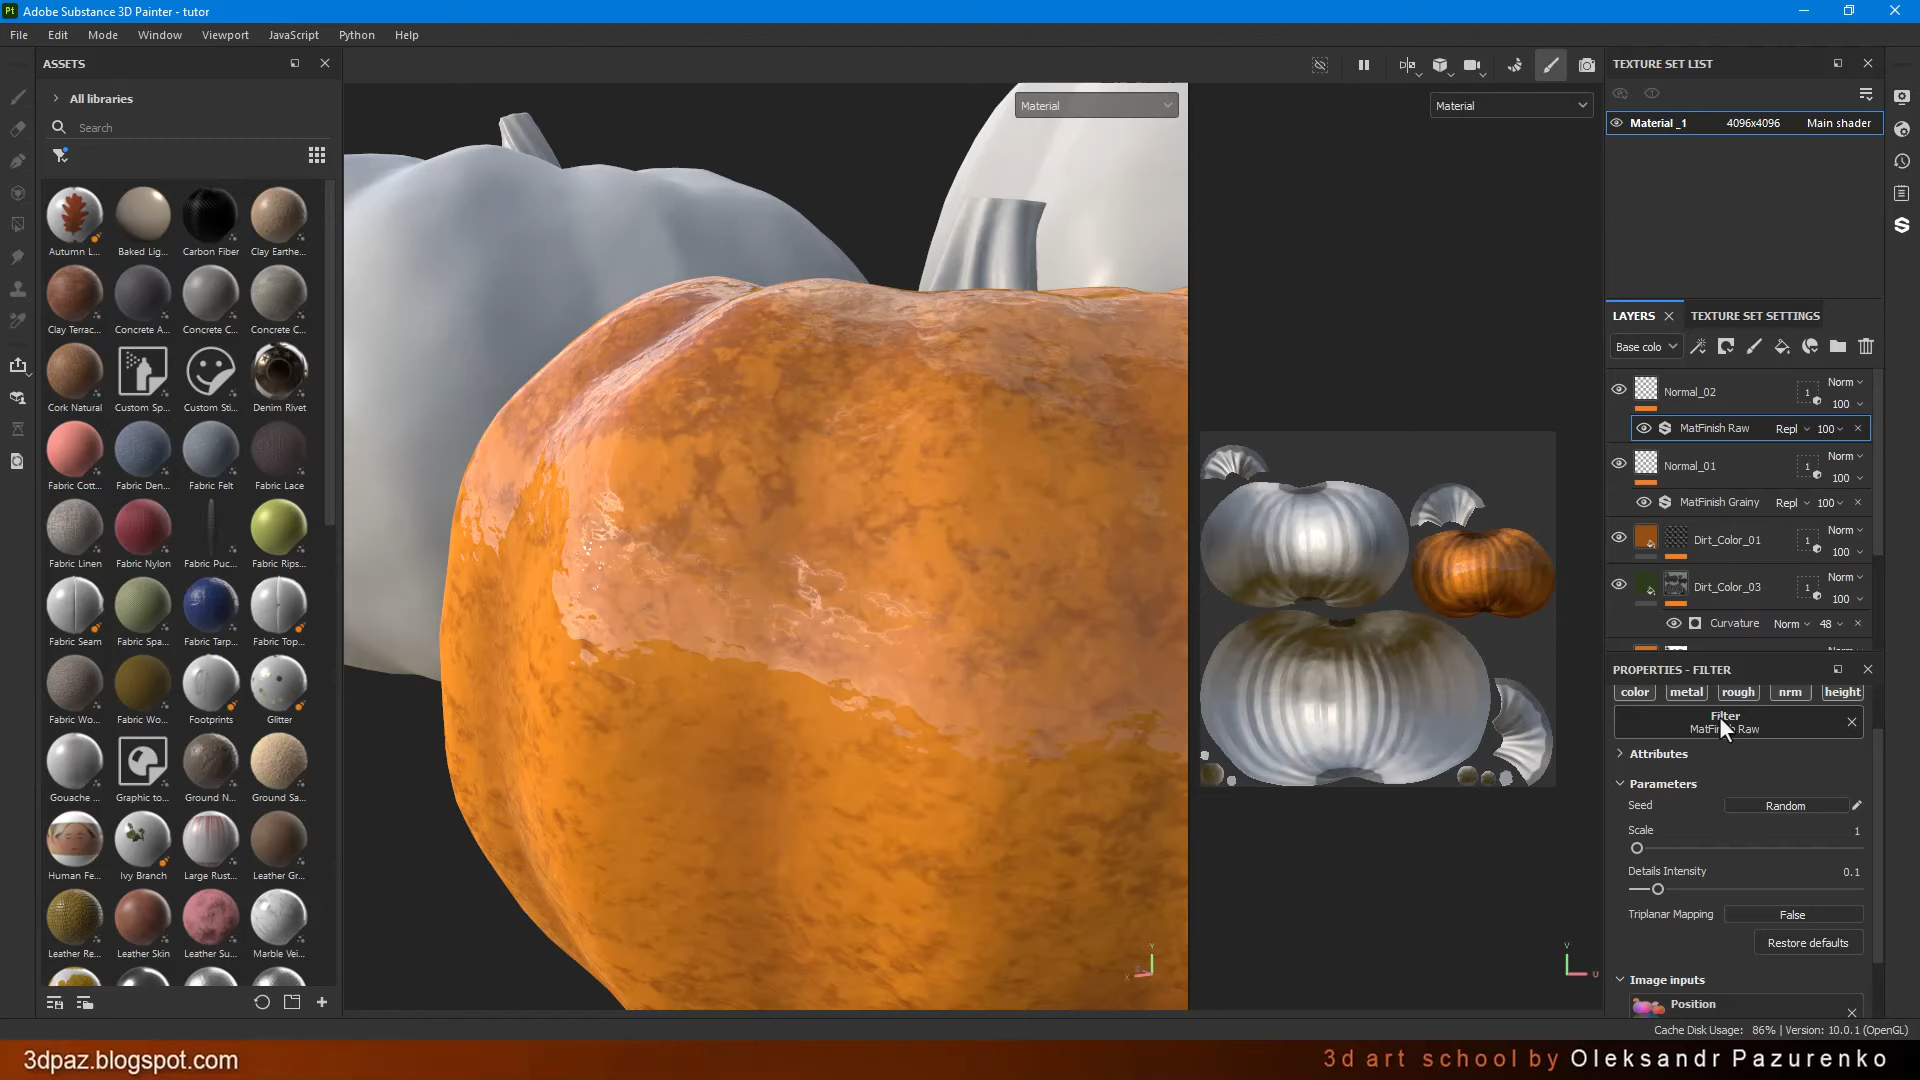 Pt Adobe Substance 3D Painter - tutor
File Edit Mode Window Viewport JavaScript Python Help
ASSETS
All libraries
Search
Autumn L... Baked Lig... Carbon Fiber Clay Earthe...
Clay Terrac... Concrete A... Concrete C... Concrete C...
Cork Natural Custom Sp... Custom Sti... Denim Rivet
Fabric Cott... Fabric Den... Fabric Felt Fabric Lace
Fabric Linen Fabric Nylon Fabric Puc... Fabric Rips...
Fabric Seam Fabric Spa... Fabric Tarp... Fabric Top...
Fabric Wo... Fabric Wo... Footprints Glitter
Gouache ... Graphic to... Ground N... Ground Sa...
Human Fe... Ivy Branch Large Rust... Leather Gr...
Leather Re... Leather Skin Leather Su... Marble Vei...
Material
Y
X
Material
V
U
TEXTURE SET LIST
Material _1 4096x4096 Main shader
LAYERS TEXTURE SET SETTINGS
Base colo
Normal_02 1 Norm
100
MatFinish Raw Repl 100
Normal_01 1 Norm
100
MatFinish Grainy Repl 100
Dirt_Color_01 1 Norm
100
Dirt_Color_03 1 Norm
100
Curvature Norm 48
PROPERTIES - FILTER
color metal rough nrm height
Filter
MatFinish Raw
Attributes
Parameters
Seed Random
Scale 1
Details Intensity 0.1
Triplanar Mapping False
Restore defaults
Image inputs
Position
Cache Disk Usage: 86% | Version: 10.0.1 (OpenGL)
3dpaz.blogspot.com
3d art school by Oleksandr Pazurenko